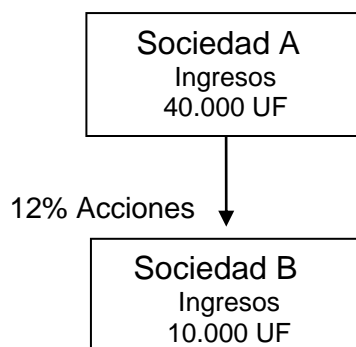 Sociedad A
Ingresos
40.000 UF
12% Acciones
Sociedad B
Ingresos
10.000 UF